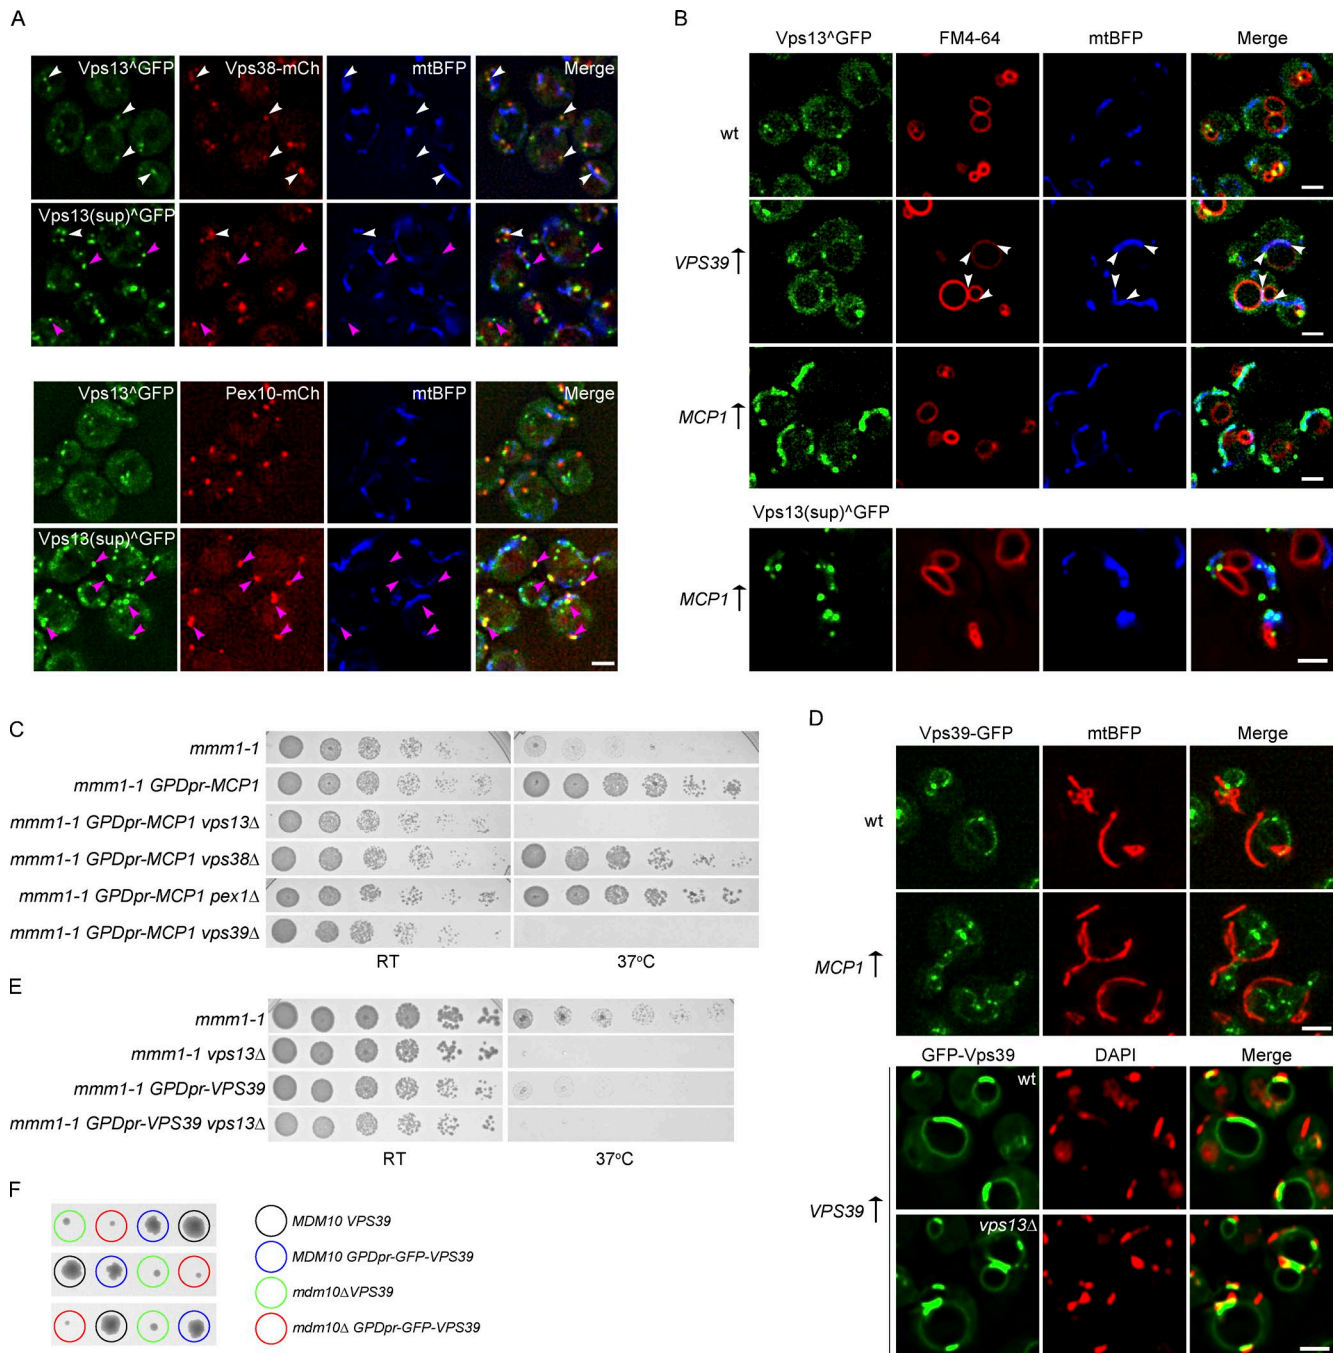 A
Vps13^GFP Vps38-mCh mtBFP Merge
Vps13(sup)^GFP
Vps13^GFP Pex10-mCh mtBFP Merge
Vps13(sup)^GFP
B
Vps13^GFP FM4-64 mtBFP Merge
wt
VPS39 ↑
MCP1 ↑
Vps13(sup)^GFP
MCP1 ↑
C
mmm1-1
mmm1-1 GPDpr-MCP1
mmm1-1 GPDpr-MCP1 vps13Δ
mmm1-1 GPDpr-MCP1 vps38Δ
mmm1-1 GPDpr-MCP1 pex1Δ
mmm1-1 GPDpr-MCP1 vps39Δ
RT 37°C
D
Vps39-GFP mtBFP Merge
wt
MCP1 ↑
GFP-Vps39 DAPI Merge
wt
VPS39 ↑
vps13Δ
E
mmm1-1
mmm1-1 vps13Δ
mmm1-1 GPDpr-VPS39
mmm1-1 GPDpr-VPS39 vps13Δ
RT 37°C
F
MDM10 VPS39
MDM10 GPDpr-GFP-VPS39
mdm10ΔVPS39
mdm10Δ GPDpr-GFP-VPS39